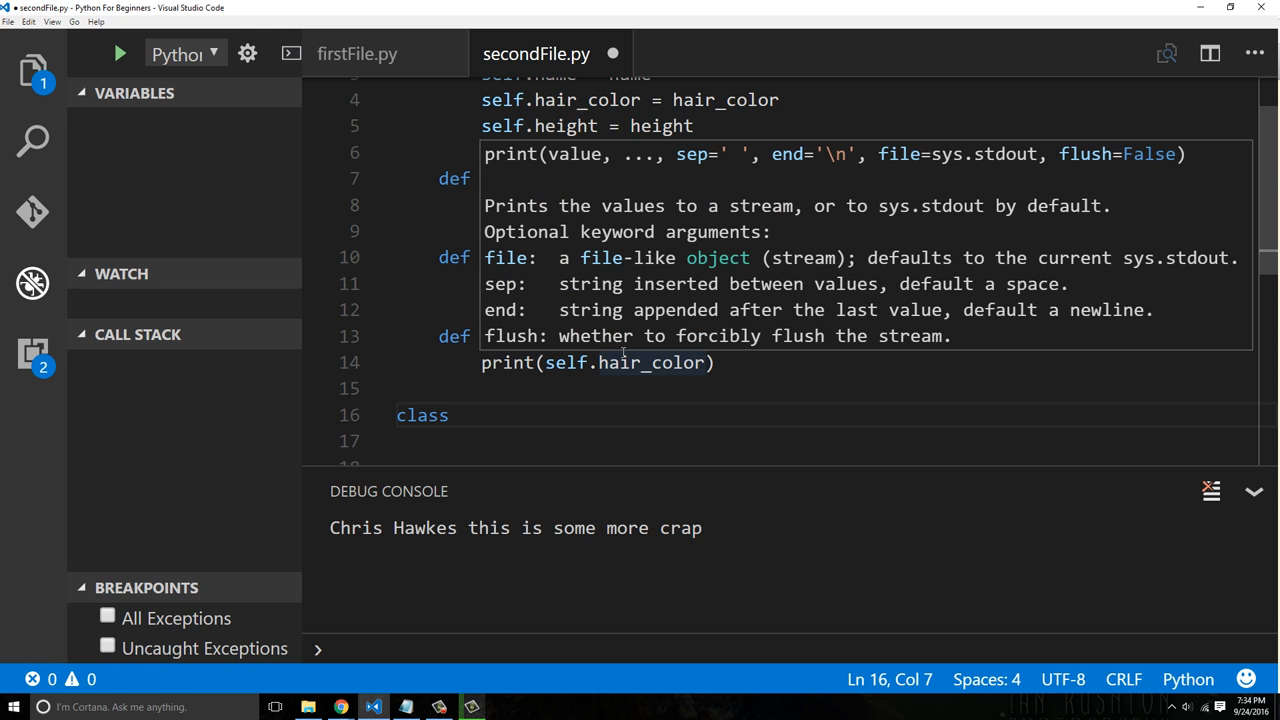 ● secondFile.py - Python For Beginners - Visual Studio Code
File Edit View Go Help
Python
firstFile.py
secondFile.py
1
2
VARIABLES
WATCH
CALL STACK
BREAKPOINTS
All Exceptions
Uncaught Exceptions
4 self.hair_color = hair_color
5 self.height = height
6
7 def
8
9
10 def
11
12
13 def
14 print(self.hair_color)
15
16 class
17
print(value, ..., sep=' ', end='\n', file=sys.stdout, flush=False)
Prints the values to a stream, or to sys.stdout by default.
Optional keyword arguments:
file: a file-like object (stream); defaults to the current sys.stdout.
sep: string inserted between values, default a space.
end: string appended after the last value, default a newline.
flush: whether to forcibly flush the stream.
DEBUG CONSOLE
Chris Hawkes this is some more crap
0 0
Ln 16, Col 7 Spaces: 4 UTF-8 CRLF Python
I'm Cortana. Ask me anything.
7:34 PM
9/24/2016